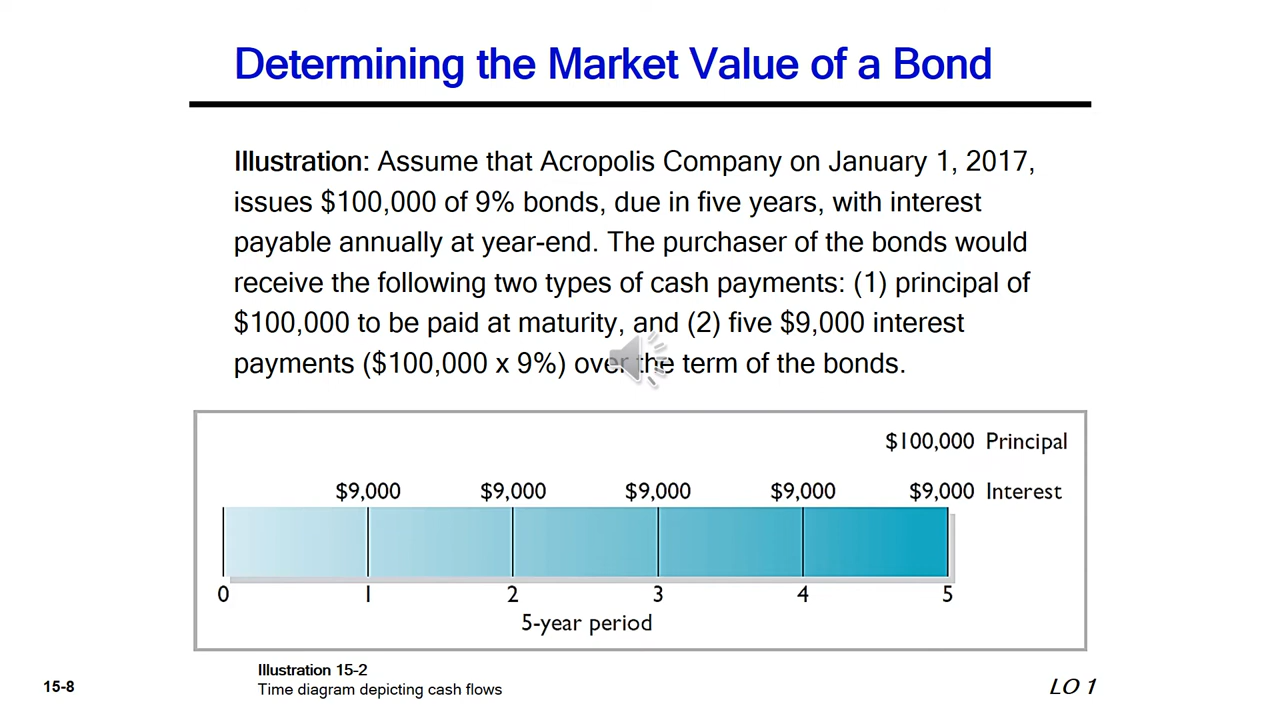 Determining the Market Value of a Bond
Illustration: Assume that Acropolis Company on January 1, 2017,
issues $100,000 of 9% bonds, due in five years, with interest
payable annually at year-end. The purchaser of the bonds would
receive the following two types of cash payments: (1) principal of
$100,000 to be paid at maturity, and (2) five $9,000 interest
payments ($100,000 x 9%) over the term of the bonds.
$100,000 Principal
$9,000 $9,000 $9,000 $9,000 $9,000 Interest
0 1 2 3 4 5
5-year period
Illustration 15-2
15-8 Time diagram depicting cash flows LO 1